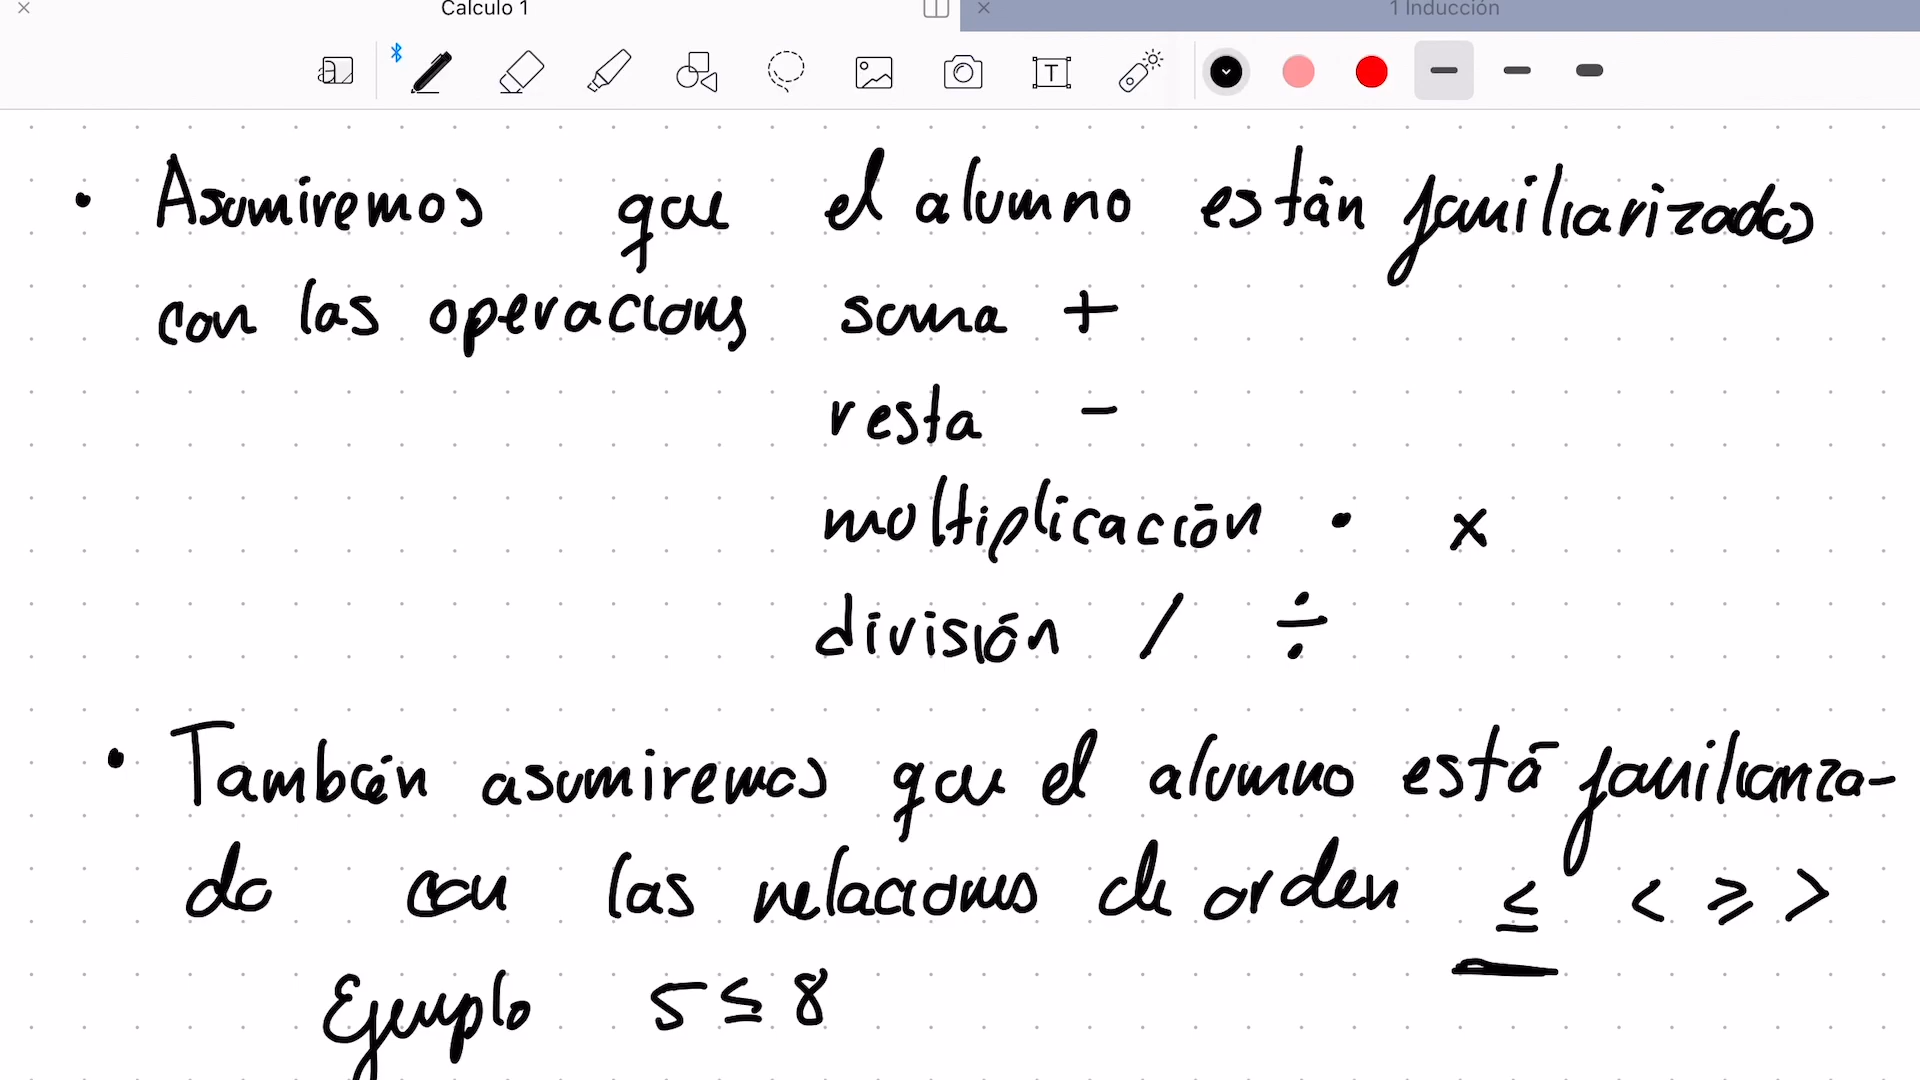 Calculo 1
1 Inducción
• Asumiremos que el alumno están familiarizados
con las operaciones suma +
resta -
multiplicación • x
división / ÷
• También asumiremos que el alumno está familiariza-
do con las relaciones de orden ≤ < ≥ >
Ejemplo 5 ≤ 8